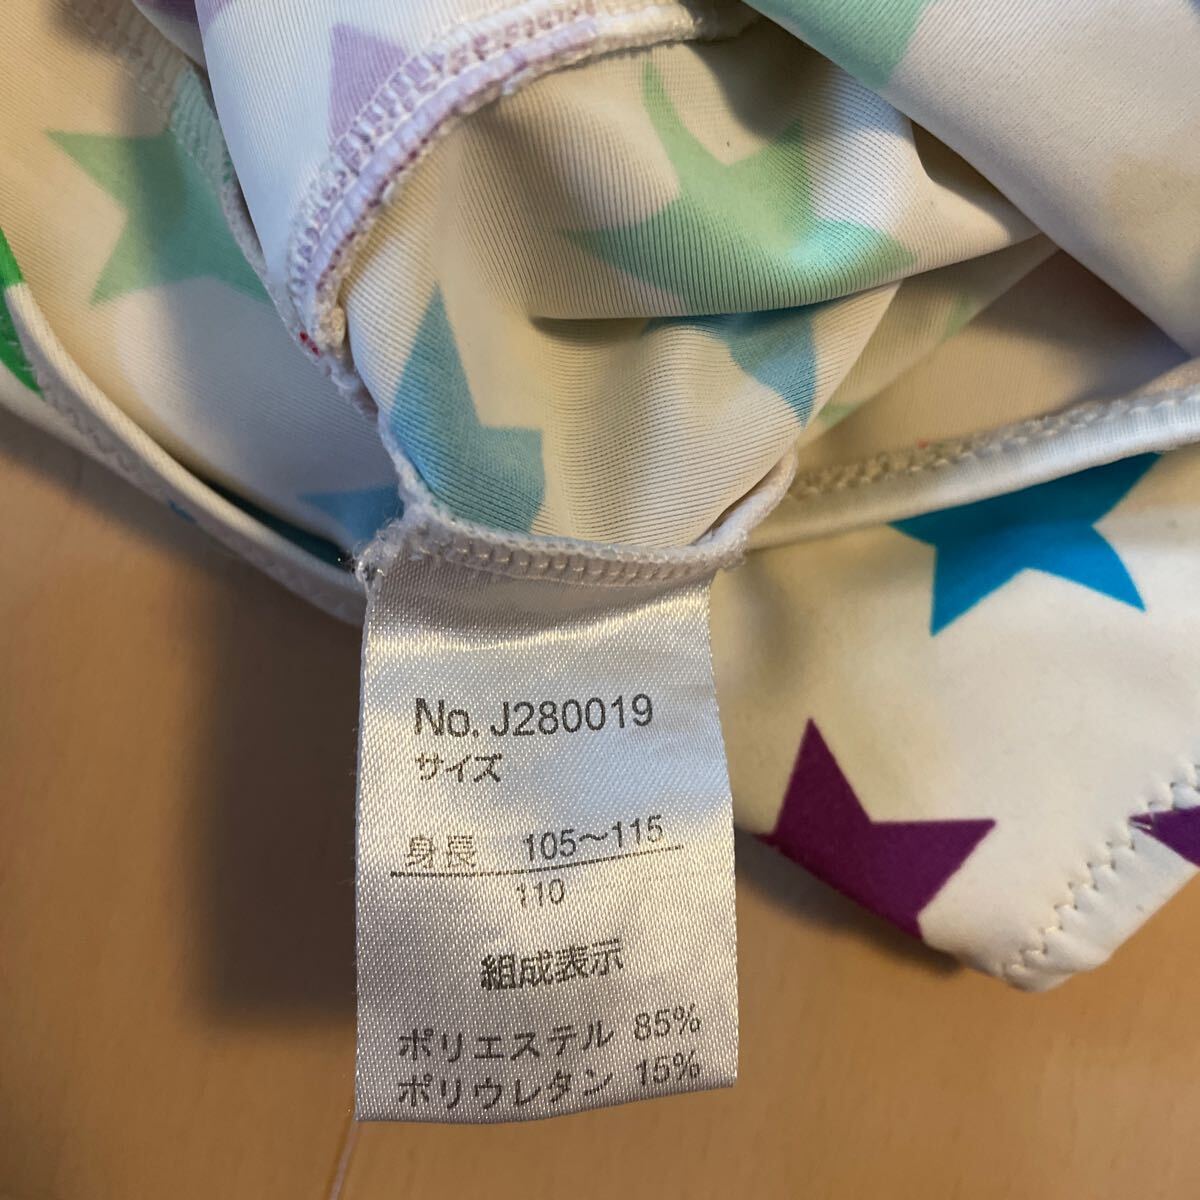 No. J280019
サイズ
身長 105～115
110
組成表示
ポリエステル 85%
ポリウレタン 15%